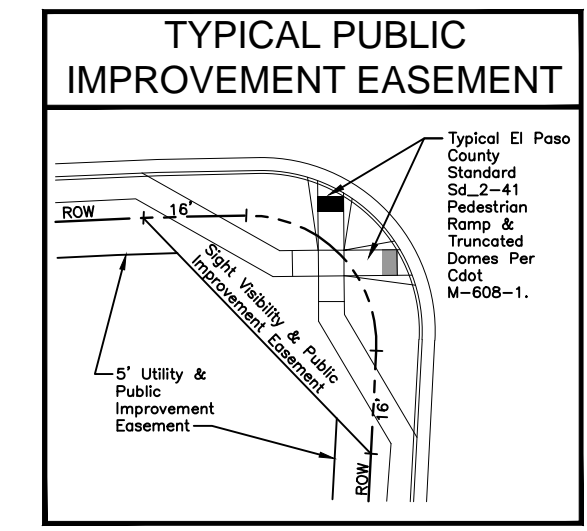 TYPICAL PUBLIC
IMPROVEMENT EASEMENT
Typical El Paso
County
Standard
Sd_2-41
Pedestrian
Ramp &
Truncated
Domes Per
Cdot
M-608-1.
ROW
16'
Sight Visibility & Public
Improvement Easement
5' Utility &
Public
Improvement
Easement
16'
ROW